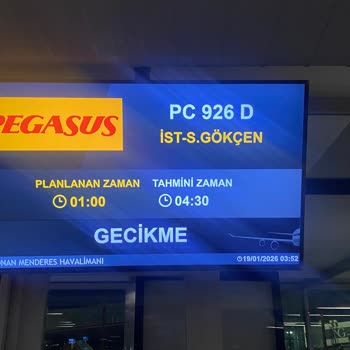 PEGASUS
PC 926 D
İST-S.GÖKÇEN
PLANLANAN ZAMAN TAHMİNİ ZAMAN
01:00 04:30
GECİKME
MENDERES HAVALİMANI 19/01/2026 03:52